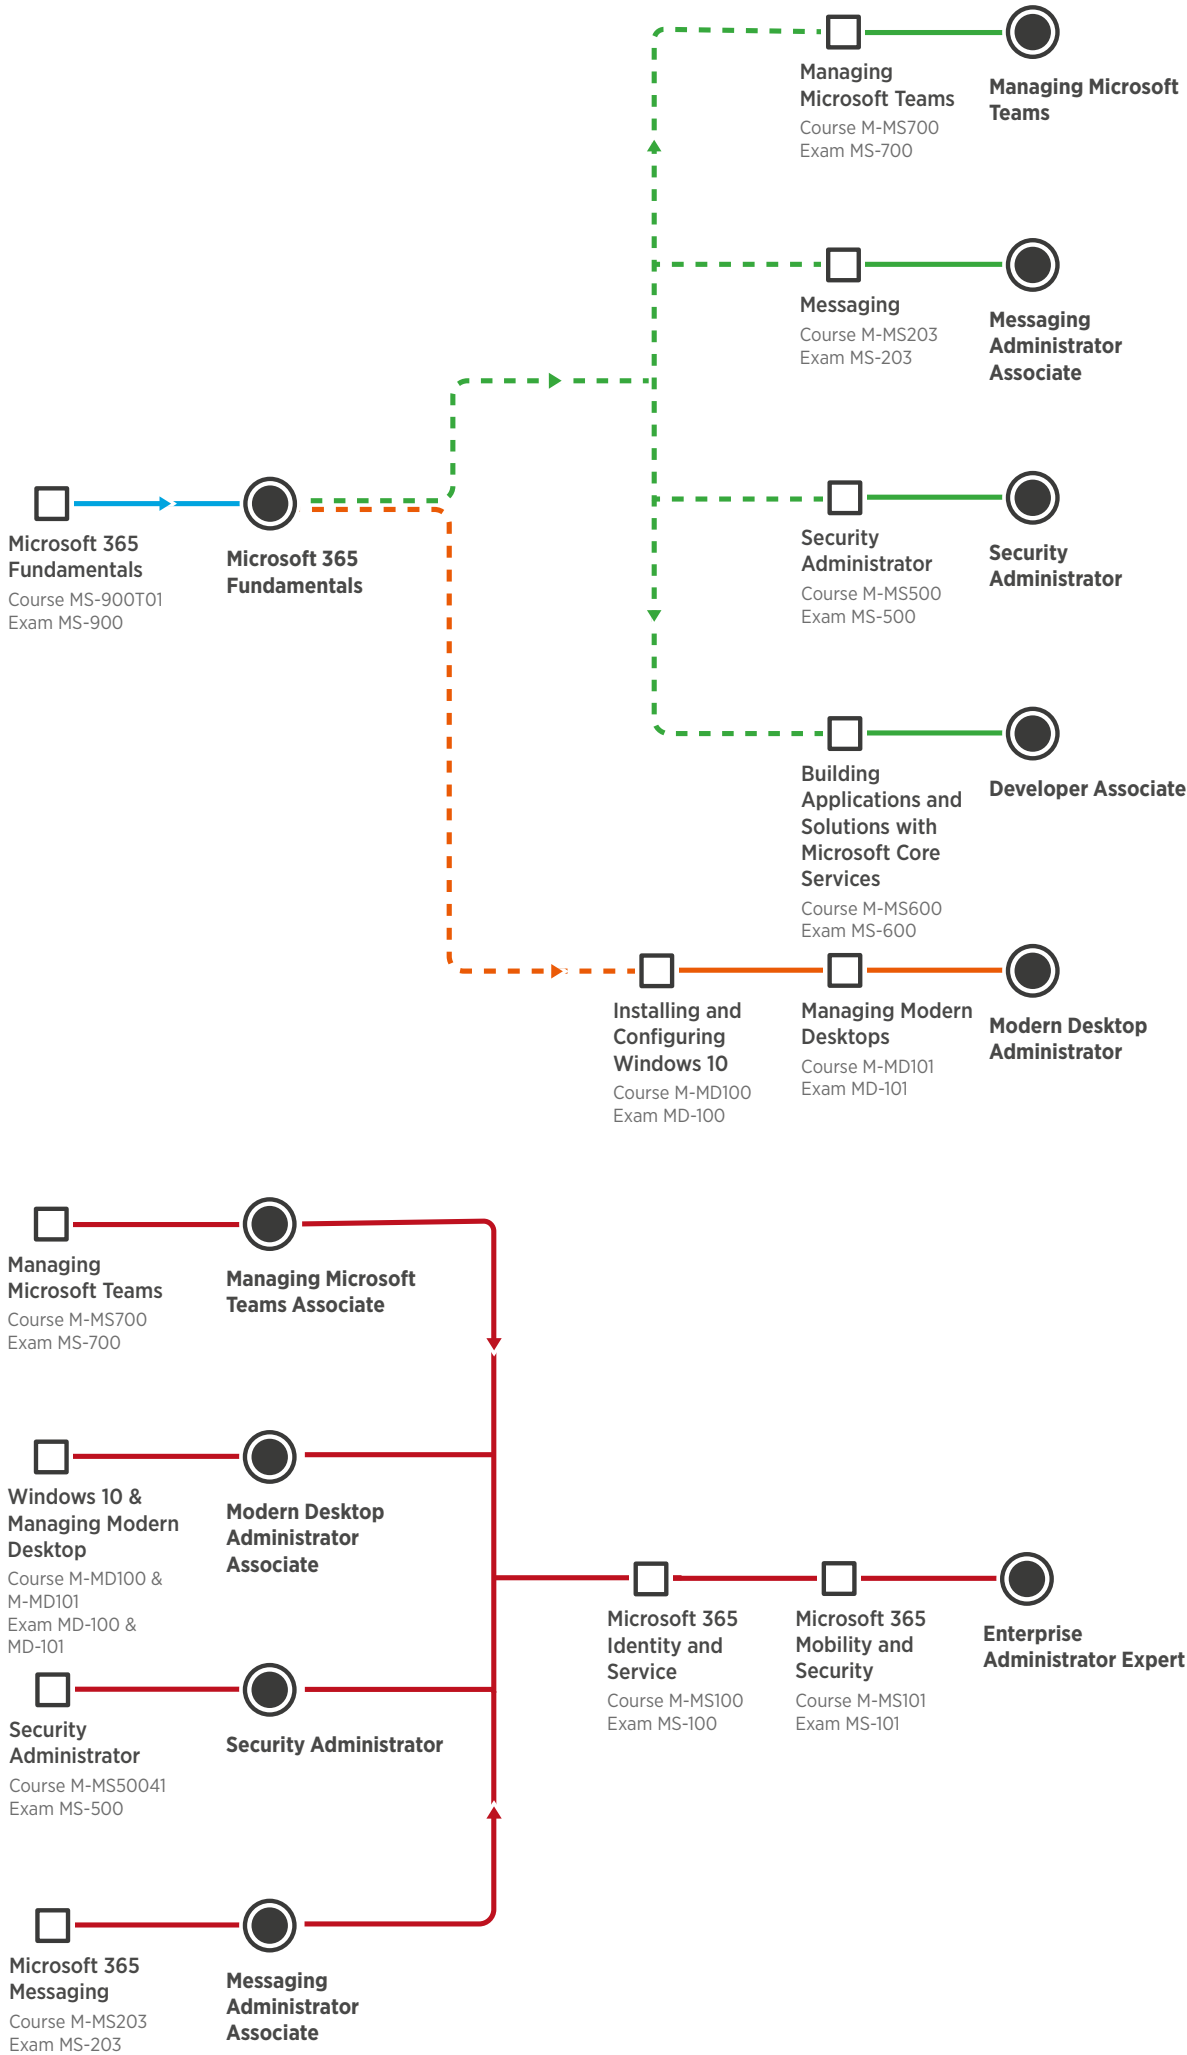 Managing
Microsoft Teams
Course M-MS700
Exam MS-700
Managing Microsoft
Teams
Messaging
Course M-MS203
Exam MS-203
Messaging
Administrator
Associate
Microsoft 365
Fundamentals
Course MS-900T01
Exam MS-900
Microsoft 365
Fundamentals
Security
Administrator
Course M-MS500
Exam MS-500
Security
Administrator
Building
Applications and
Solutions with
Microsoft Core
Services
Course M-MS600
Exam MS-600
Developer Associate
Installing and
Configuring
Windows 10
Course M-MD100
Exam MD-100
Managing Modern
Desktops
Course M-MD101
Exam MD-101
Modern Desktop
Administrator
Managing
Microsoft Teams
Course M-MS700
Exam MS-700
Managing Microsoft
Teams Associate
Windows 10 &
Managing Modern
Desktop
Course M-MD100 &
M-MD101
Exam MD-100 &
MD-101
Modern Desktop
Administrator
Associate
Security
Administrator
Course M-MS50041
Exam MS-500
Security Administrator
Microsoft 365
Messaging
Course M-MS203
Exam MS-203
Messaging
Administrator
Associate
Microsoft 365
Identity and
Service
Course M-MS100
Exam MS-100
Microsoft 365
Mobility and
Security
Course M-MS101
Exam MS-101
Enterprise
Administrator Expert